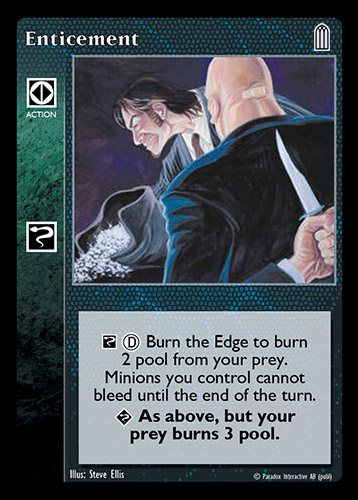 Enticement
ACTION
D Burn the Edge to burn
2 pool from your prey.
Minions you control cannot
bleed until the end of the turn.
As above, but your
prey burns 3 pool.
Illus: Steve Ellis
© Paradox Interactive AB (publ)